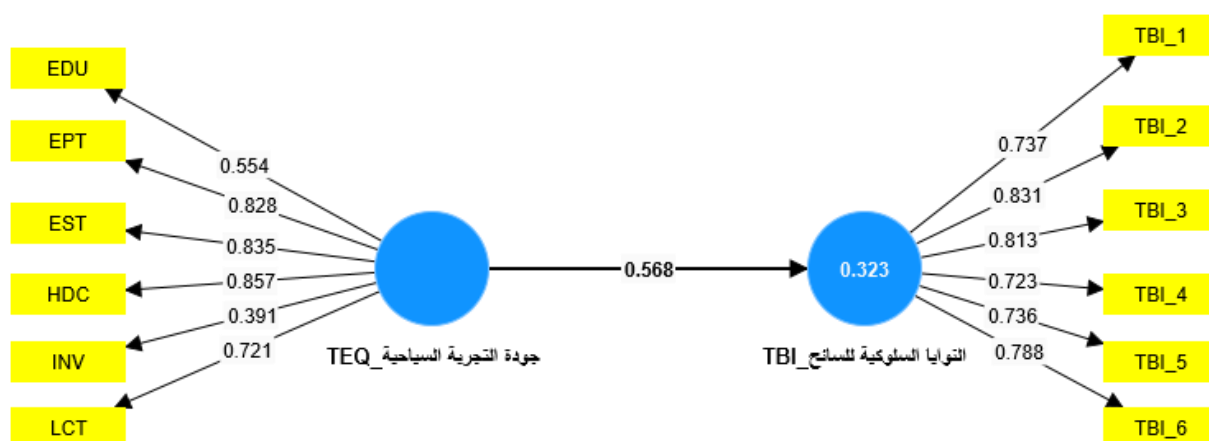 EDU
EPT
EST
HDC
INV
LCT
0.554
0.828
0.835
0.857
0.391
0.721
TEQ_جودة التجربة السياحية
0.568
0.323
TBI_النوايا السلوكية للسائح
0.737
0.831
0.813
0.723
0.736
0.788
TBI_1
TBI_2
TBI_3
TBI_4
TBI_5
TBI_6